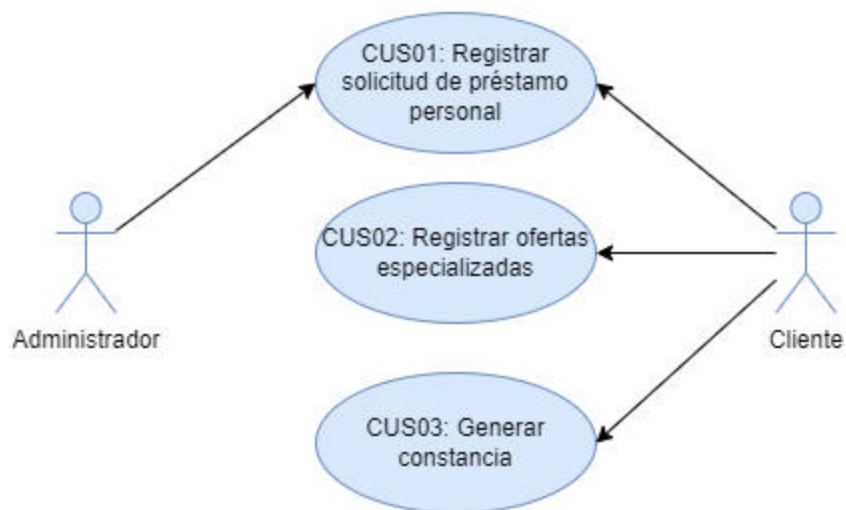 CUS01: Registrar
solicitud de préstamo
personal
CUS02: Registrar ofertas
especializadas
Administrador
Cliente
CUS03: Generar
constancia